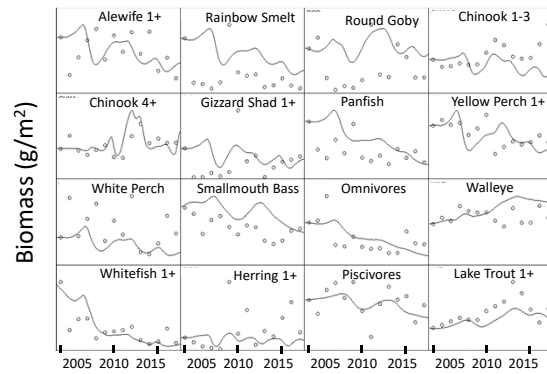 Biomass (g/m²)
Alewife 1+ Rainbow Smelt Round Goby Chinook 1-3
Chinook 4+ Gizzard Shad 1+ Panfish Yellow Perch 1+
White Perch Smallmouth Bass Omnivores Walleye
Whitefish 1+ Herring 1+ Piscivores Lake Trout 1+
2005 2010 2015 2005 2010 2015 2005 2010 2015 2005 2010 2015